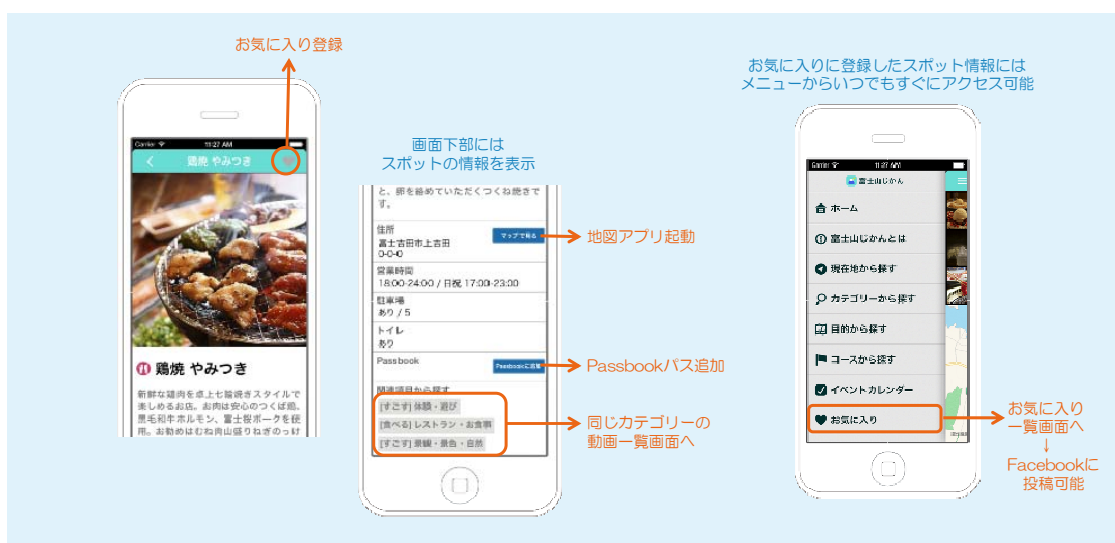 お気に入り登録
Carrier 11:27 AM
鶏焼 やみつき
鶏焼 やみつき
新鮮な鶏肉を卓上七輪焼きスタイルで
楽しめるお店。お肉は安心のつくば鶏、
黒毛和牛ホルモン、富士桜ポークを使
用。お勧めはむね肉山盛りねぎのっけ
画面下部には
スポットの情報を表示
と、卵を絡めていただくつくね焼きで
す。
住所
富士吉田市上吉田
0-0-0
マップで見る
地図アプリ起動
営業時間
18:00-24:00 / 日祝 17:00-23:00
駐車場
あり / 5
トイレ
あり
Passbook
Passbookに追加
Passbookパス追加
関連項目から探す
[すごす] 体験・遊び
[食べる] レストラン・お食事
[すごす] 景観・景色・自然
同じカテゴリーの
動画一覧画面へ
お気に入りに登録したスポット情報には
メニューからいつでもすぐにアクセス可能
Carrier 11:27 AM
富士山じかん
ホーム
富士山じかんとは
現在地から探す
カテゴリーから探す
目的から探す
コースから探す
イベントカレンダー
お気に入り
お気に入り
一覧画面へ
↓
Facebookに
投稿可能